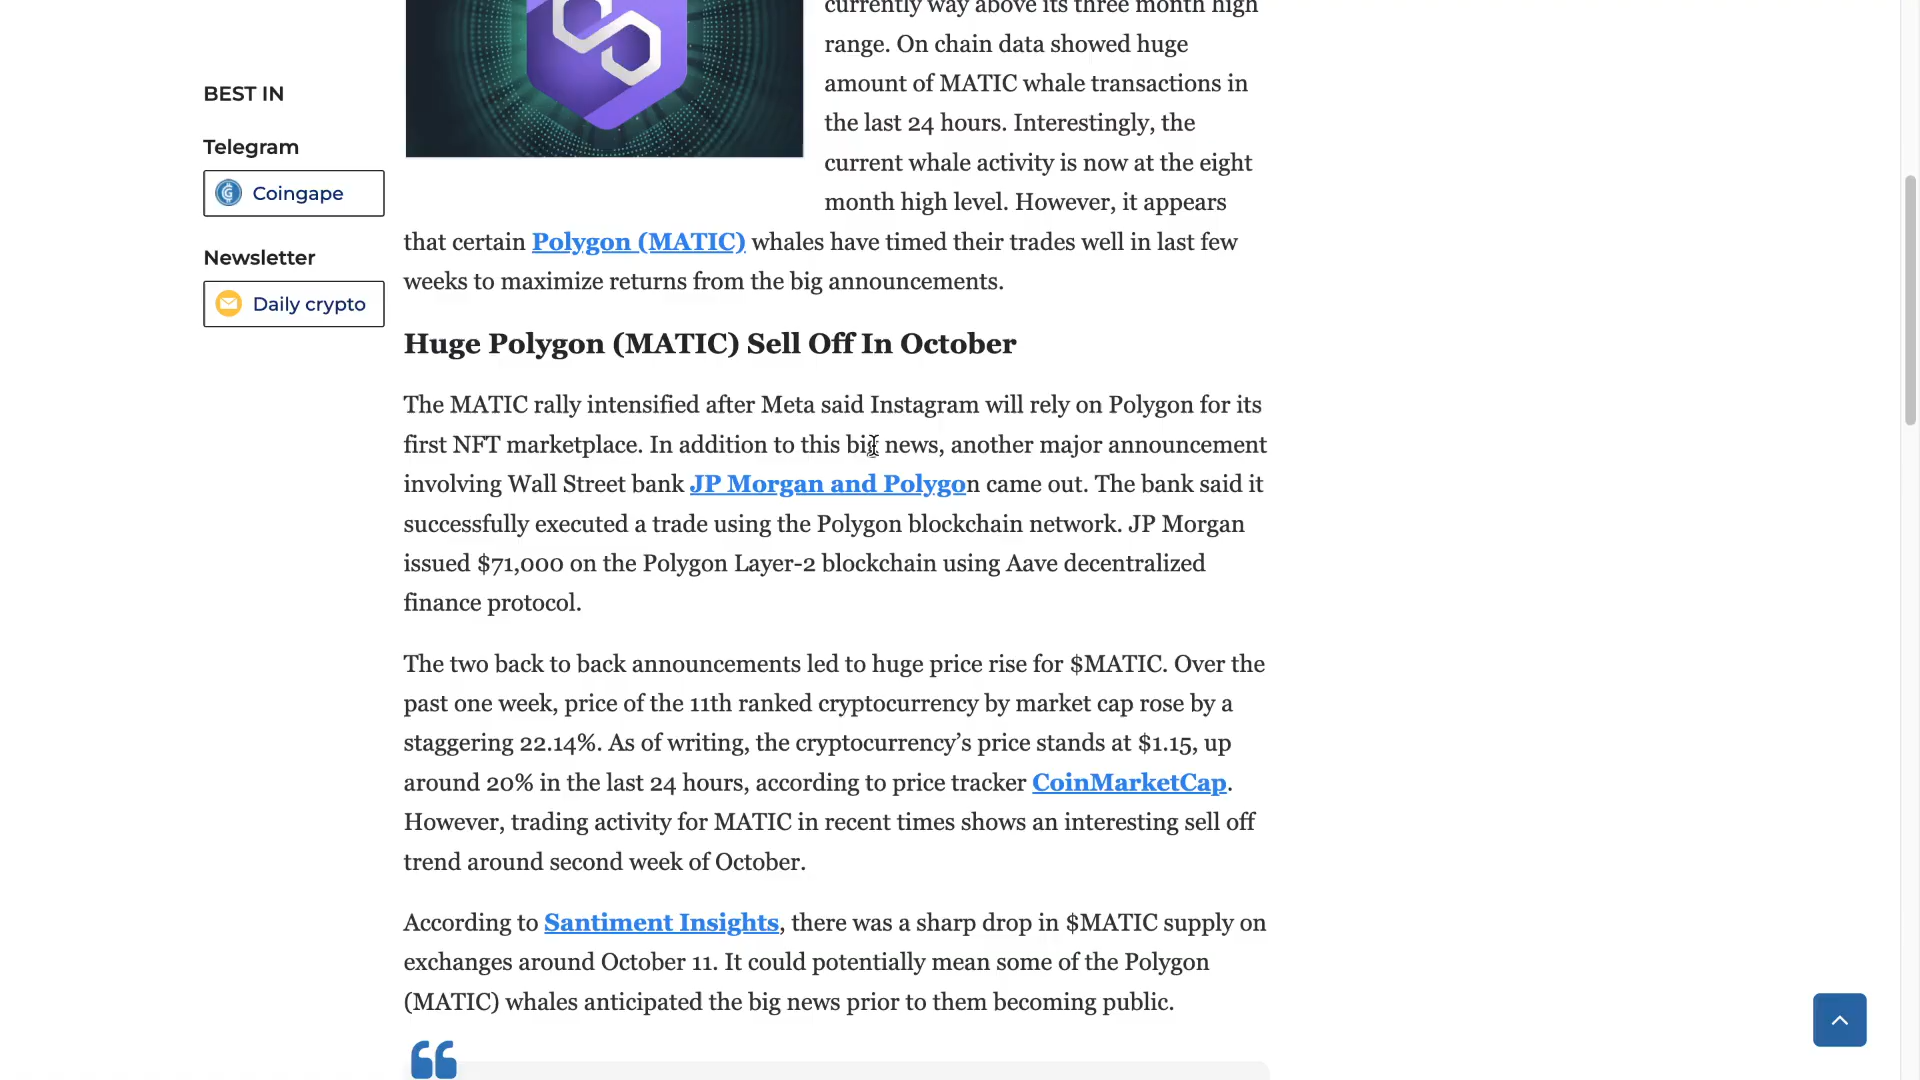 BEST IN
Telegram
Coingape
Newsletter
Daily crypto
currently way above its three month high
range. On chain data showed huge
amount of MATIC whale transactions in
the last 24 hours. Interestingly, the
current whale activity is now at the eight
month high level. However, it appears
that certain Polygon (MATIC) whales have timed their trades well in last few
weeks to maximize returns from the big announcements.
Huge Polygon (MATIC) Sell Off In October
The MATIC rally intensified after Meta said Instagram will rely on Polygon for its
first NFT marketplace. In addition to this big news, another major announcement
involving Wall Street bank JP Morgan and Polygon came out. The bank said it
successfully executed a trade using the Polygon blockchain network. JP Morgan
issued $71,000 on the Polygon Layer-2 blockchain using Aave decentralized
finance protocol.
The two back to back announcements led to huge price rise for $MATIC. Over the
past one week, price of the 11th ranked cryptocurrency by market cap rose by a
staggering 22.14%. As of writing, the cryptocurrency’s price stands at $1.15, up
around 20% in the last 24 hours, according to price tracker CoinMarketCap.
However, trading activity for MATIC in recent times shows an interesting sell off
trend around second week of October.
According to Santiment Insights, there was a sharp drop in $MATIC supply on
exchanges around October 11. It could potentially mean some of the Polygon
(MATIC) whales anticipated the big news prior to them becoming public.